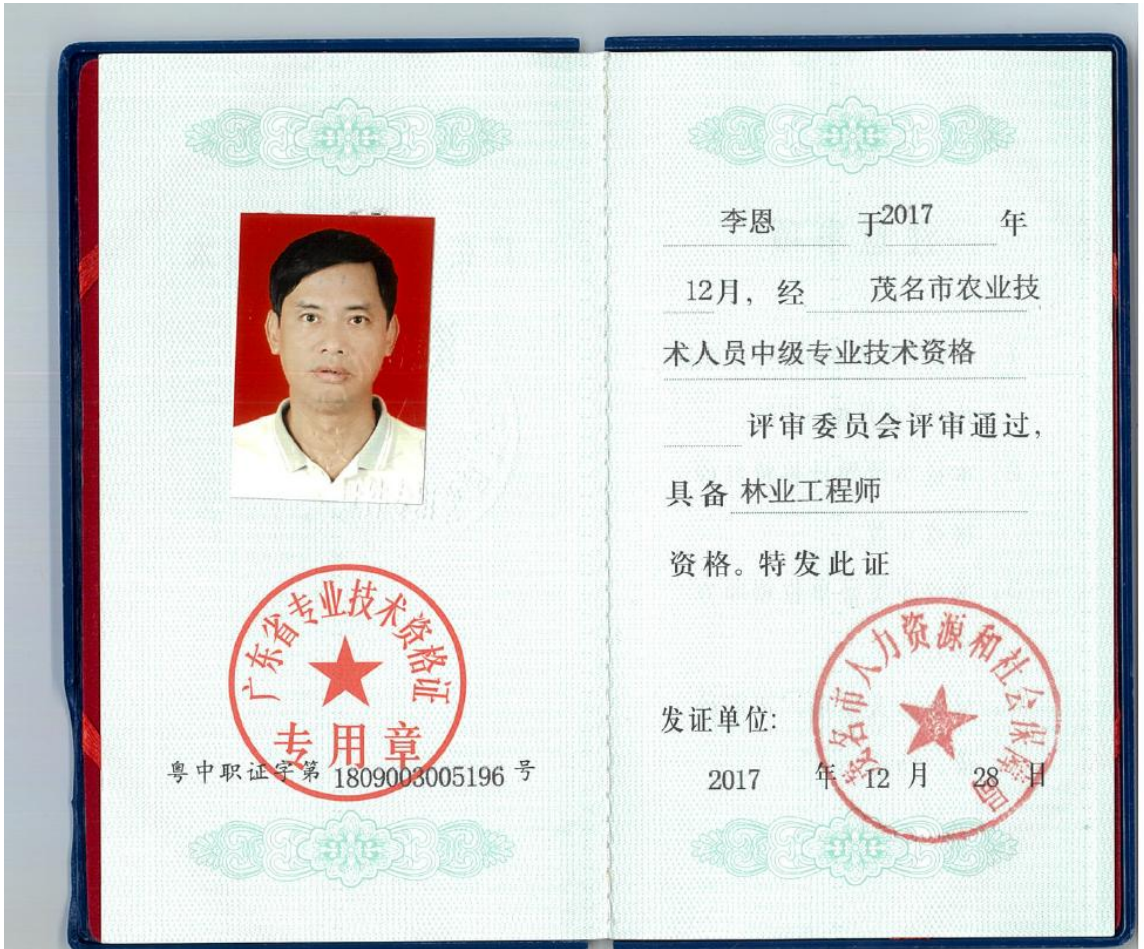 广东省专业技术资格证
专用章
粤中职证字第 1809003005196 号
李恩 于2017 年
12月, 经 茂名市农业技
术人员中级专业技术资格
评审委员会评审通过,
具备 林业工程师
资格。特发此证
茂名市人力资源和社会保障局
发证单位:
2017 年 12 月 28 日